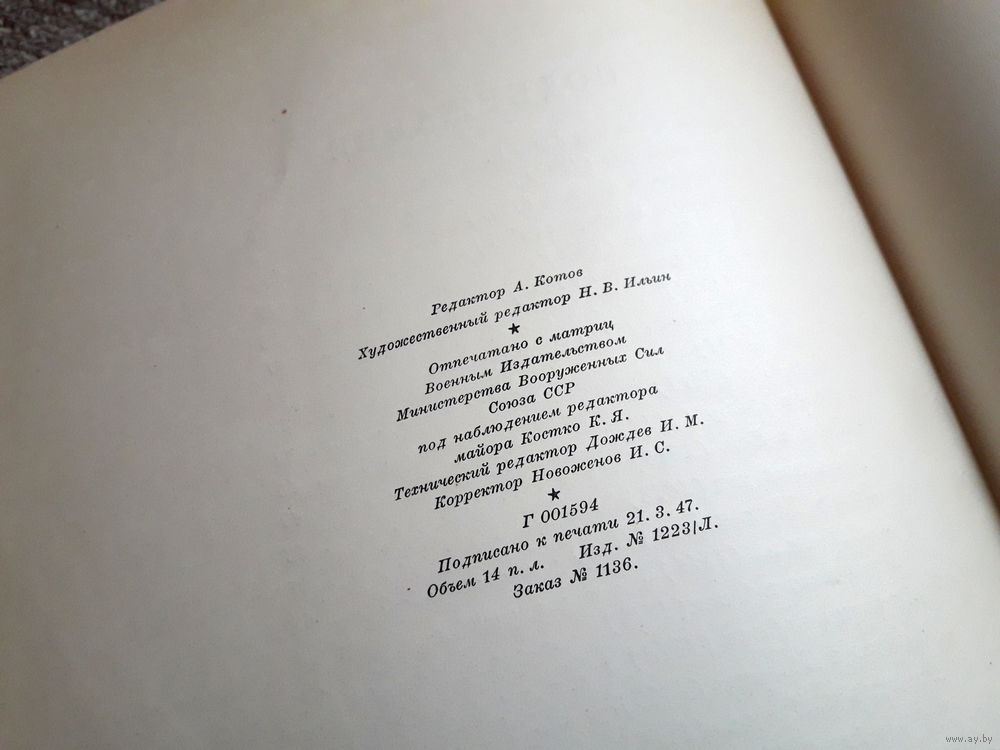 Редактор А. Котов
Художественный редактор Н. В. Ильин
★
Отпечатано с матриц
Военным Издательством
Министерства Вооруженных Сил
Союза ССР
под наблюдением редактора
майора Костко К. Я.
Технический редактор Дождев И. М.
Корректор Новоженов И. С.
★
Г 001594
Подписано к печати 21. 3. 47.
Объем 14 п. л. Изд. № 1223/Л.
Заказ № 1136.
www.ay.by